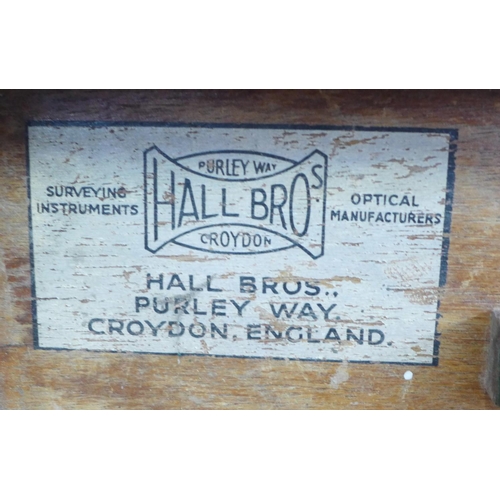 PURLEY WAY
HALL BROS
CROYDON
SURVEYING
INSTRUMENTS
OPTICAL
MANUFACTURERS
HALL BROS.,
PURLEY WAY.
CROYDON, ENGLAND.